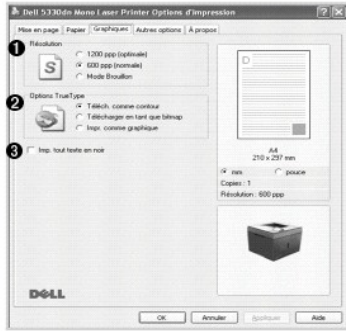 Dell 5330dn Mono Laser Printer Options d'impression
Mise en page Papier Graphiques Autres options À propos
1 Résolution
1200 ppp (optimale)
600 ppp (normale)
Mode Brouillon
2 Options TrueType
Téléch. comme contour
Télécharger en tant que bitmap
Impr. comme graphique
3 Imp. tout texte en noir
A4
210 x 297 mm
mm pouce
Copies : 1
Résolution : 600 ppp
DELL
OK Annuler Appliquer Aide